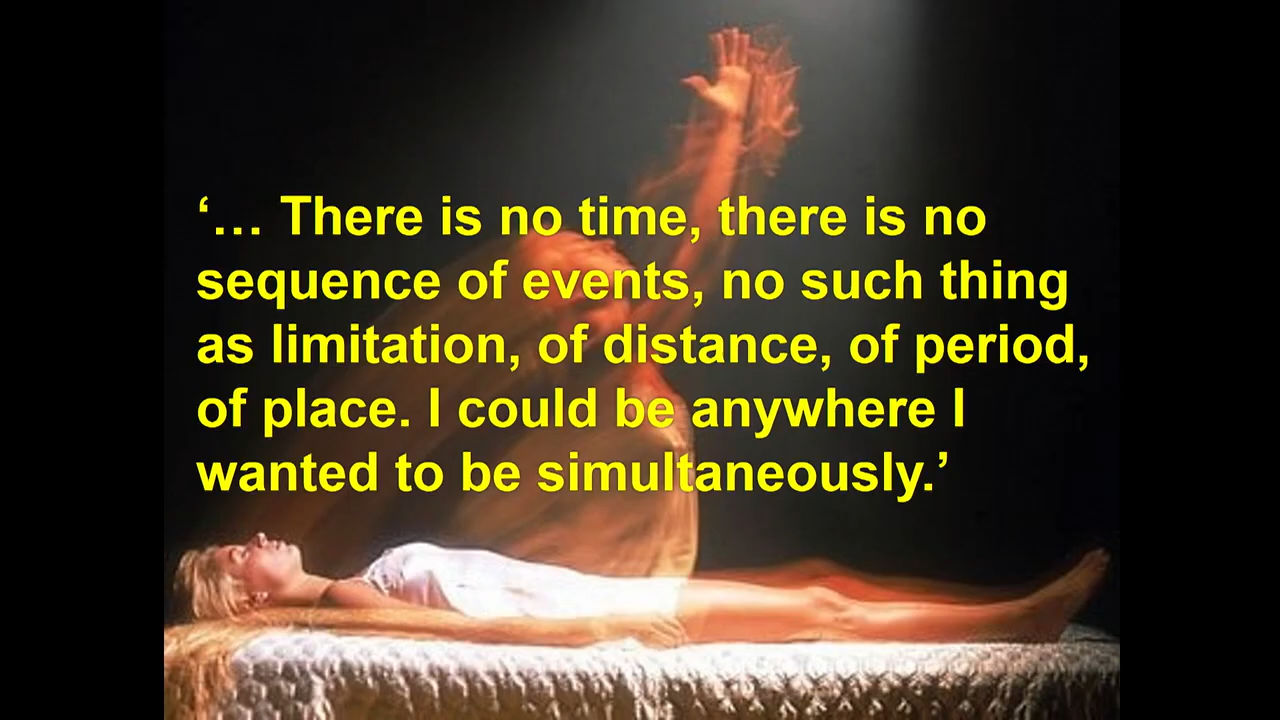 ‘… There is no time, there is no
sequence of events, no such thing
as limitation, of distance, of period,
of place. I could be anywhere I
wanted to be simultaneously.’